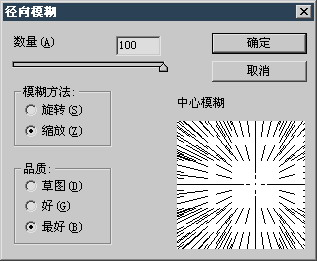 径向模糊
数量(A) 100
确定
取消
模糊方法:
旋转(S)
缩放(Z)
中心模糊
品质:
草图(D)
好(G)
最好(B)